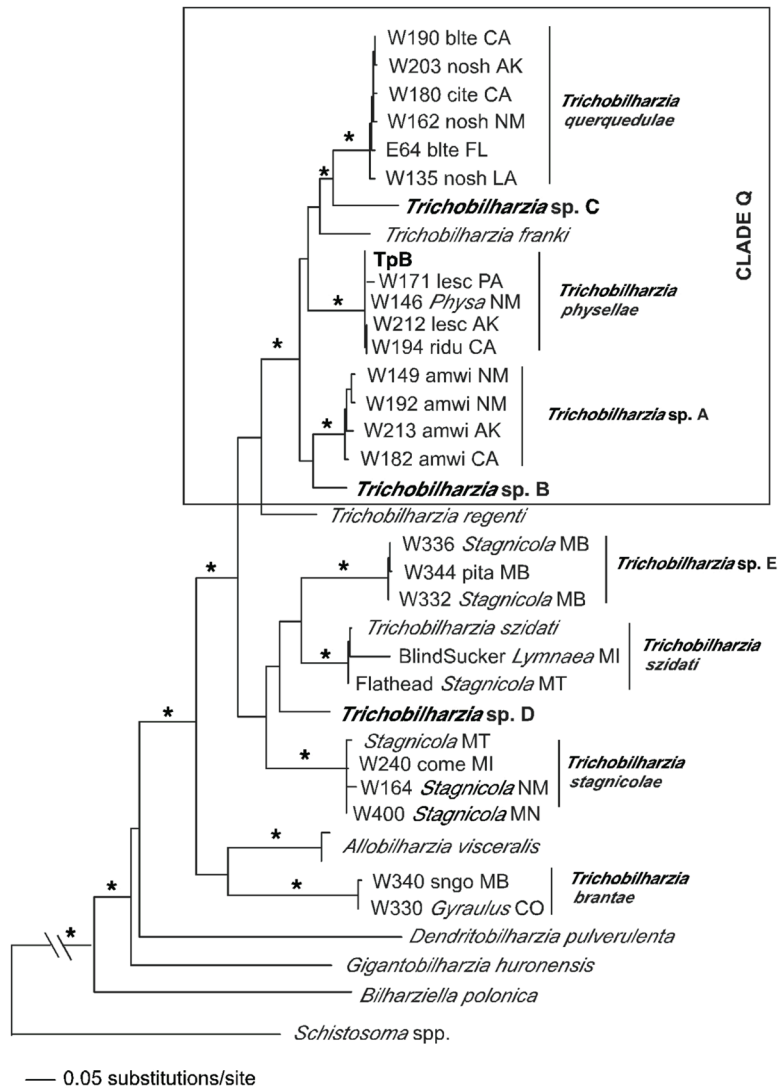 W190 blte CA
W203 nosh AK
W180 cite CA
W162 nosh NM
E64 blte FL
W135 nosh LA
Trichobilharzia
querquedulae
Trichobilharzia sp. C
Trichobilharzia franki
CLADE Q
TpB
W171 lesc PA
W146 Physa NM
W212 lesc AK
W194 ridu CA
Trichobilharzia
physellae
W149 amwi NM
W192 amwi NM
W213 amwi AK
W182 amwi CA
Trichobilharzia sp. A
Trichobilharzia sp. B
Trichobilharzia regenti
W336 Stagnicola MB
W344 pita MB
W332 Stagnicola MB
Trichobilharzia sp. E
Trichobilharzia szidati
BlindSucker Lymnaea MI
Flathead Stagnicola MT
Trichobilharzia
szidati
Trichobilharzia sp. D
Stagnicola MT
W240 come MI
W164 Stagnicola NM
W400 Stagnicola MN
Trichobilharzia
stagnicolae
Allobilharzia visceralis
W340 sngo MB
W330 Gyraulus CO
Trichobilharzia
brantae
Dendritobilharzia pulverulenta
Gigantobilharzia huronensis
Bilharziella polonica
Schistosoma spp.
0.05 substitutions/site